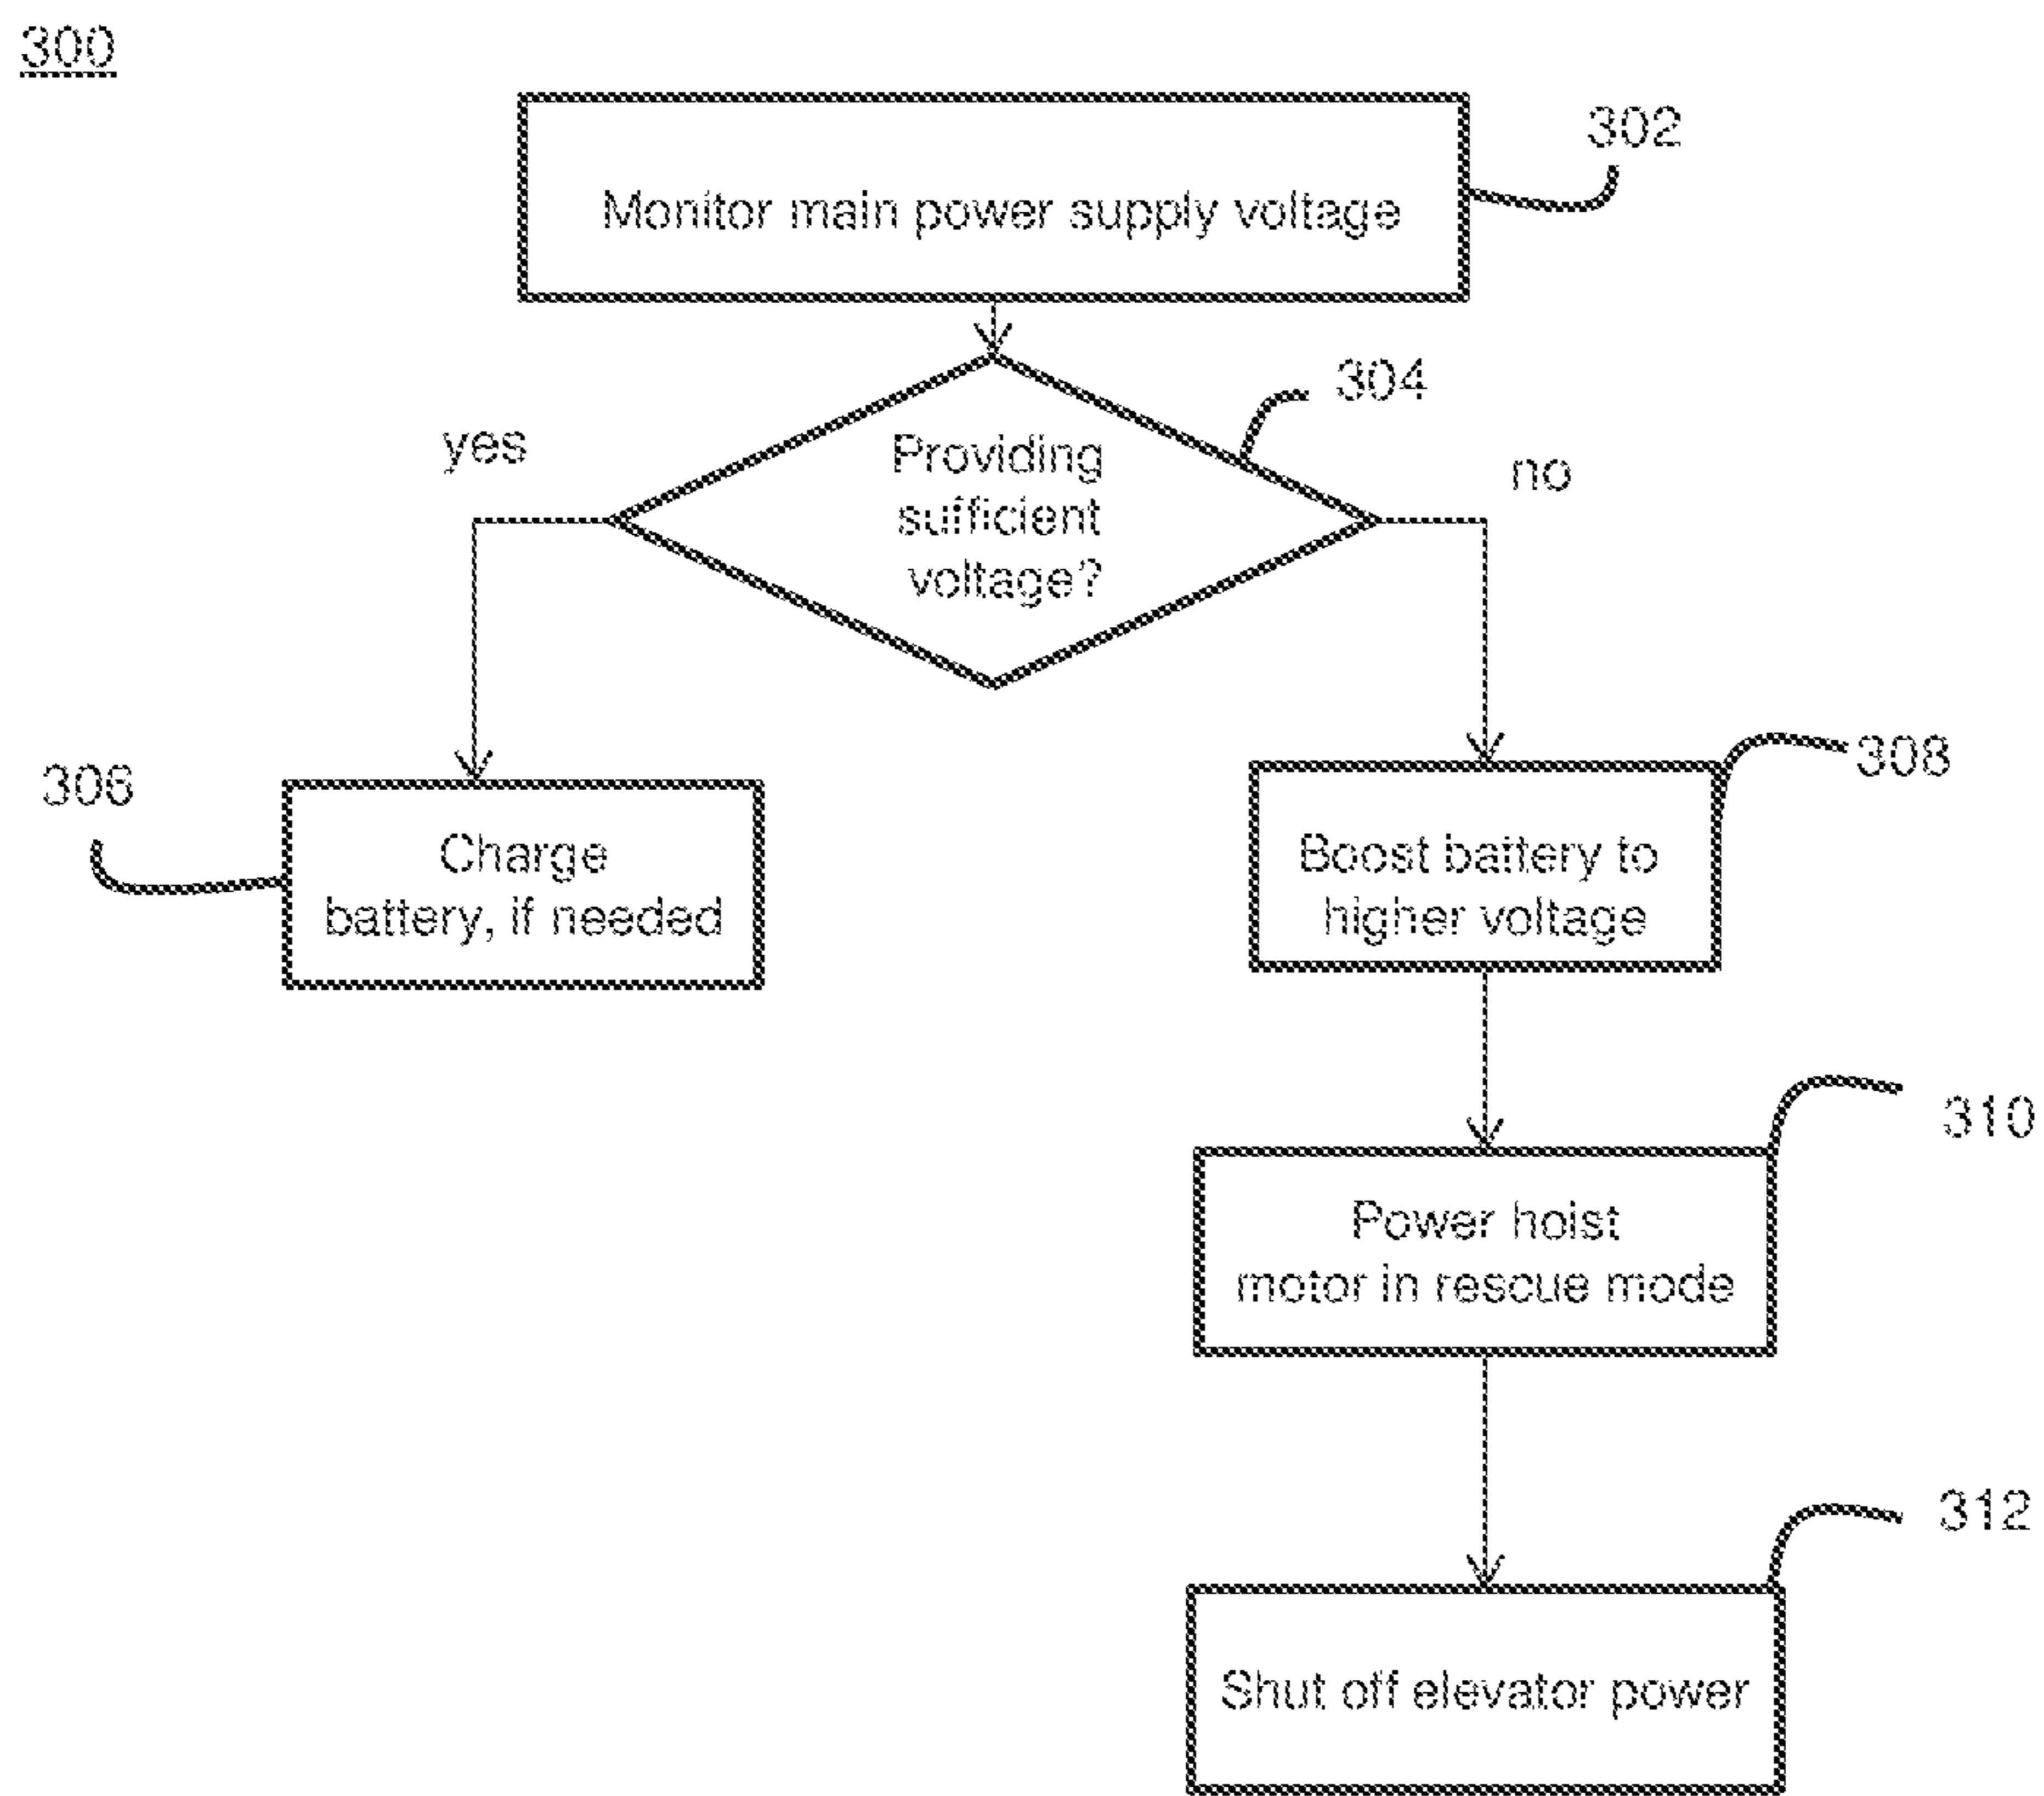 300
302
Monitor main power supply voltage
304
yes
Providing
sufficient
voltage?
no
306
Charge
battery, if needed
308
Boost battery to
higher voltage
310
Power hoist
motor in rescue mode
312
Shut off elevator power